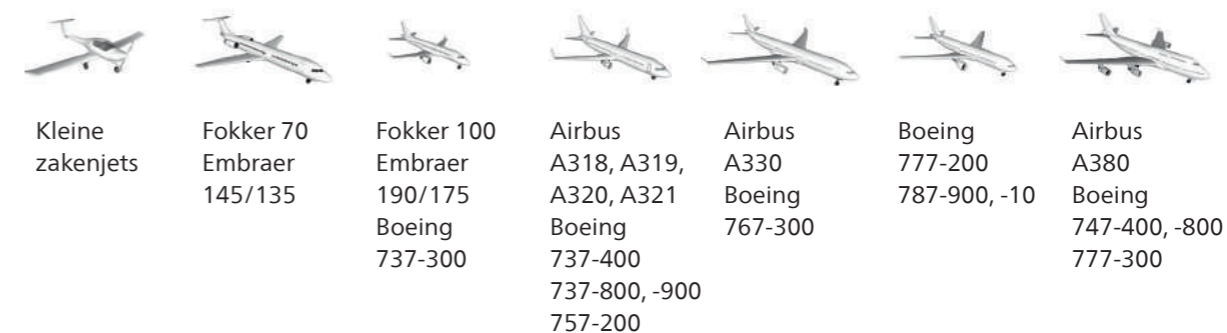 Kleine
zakenjets
Fokker 70
Embraer
145/135
Fokker 100
Embraer
190/175
Boeing
737-300
Airbus
A318, A319,
A320, A321
Boeing
737-400
737-800, -900
757-200
Airbus
A330
Boeing
767-300
Boeing
777-200
787-900, -10
Airbus
A380
Boeing
747-400, -800
777-300